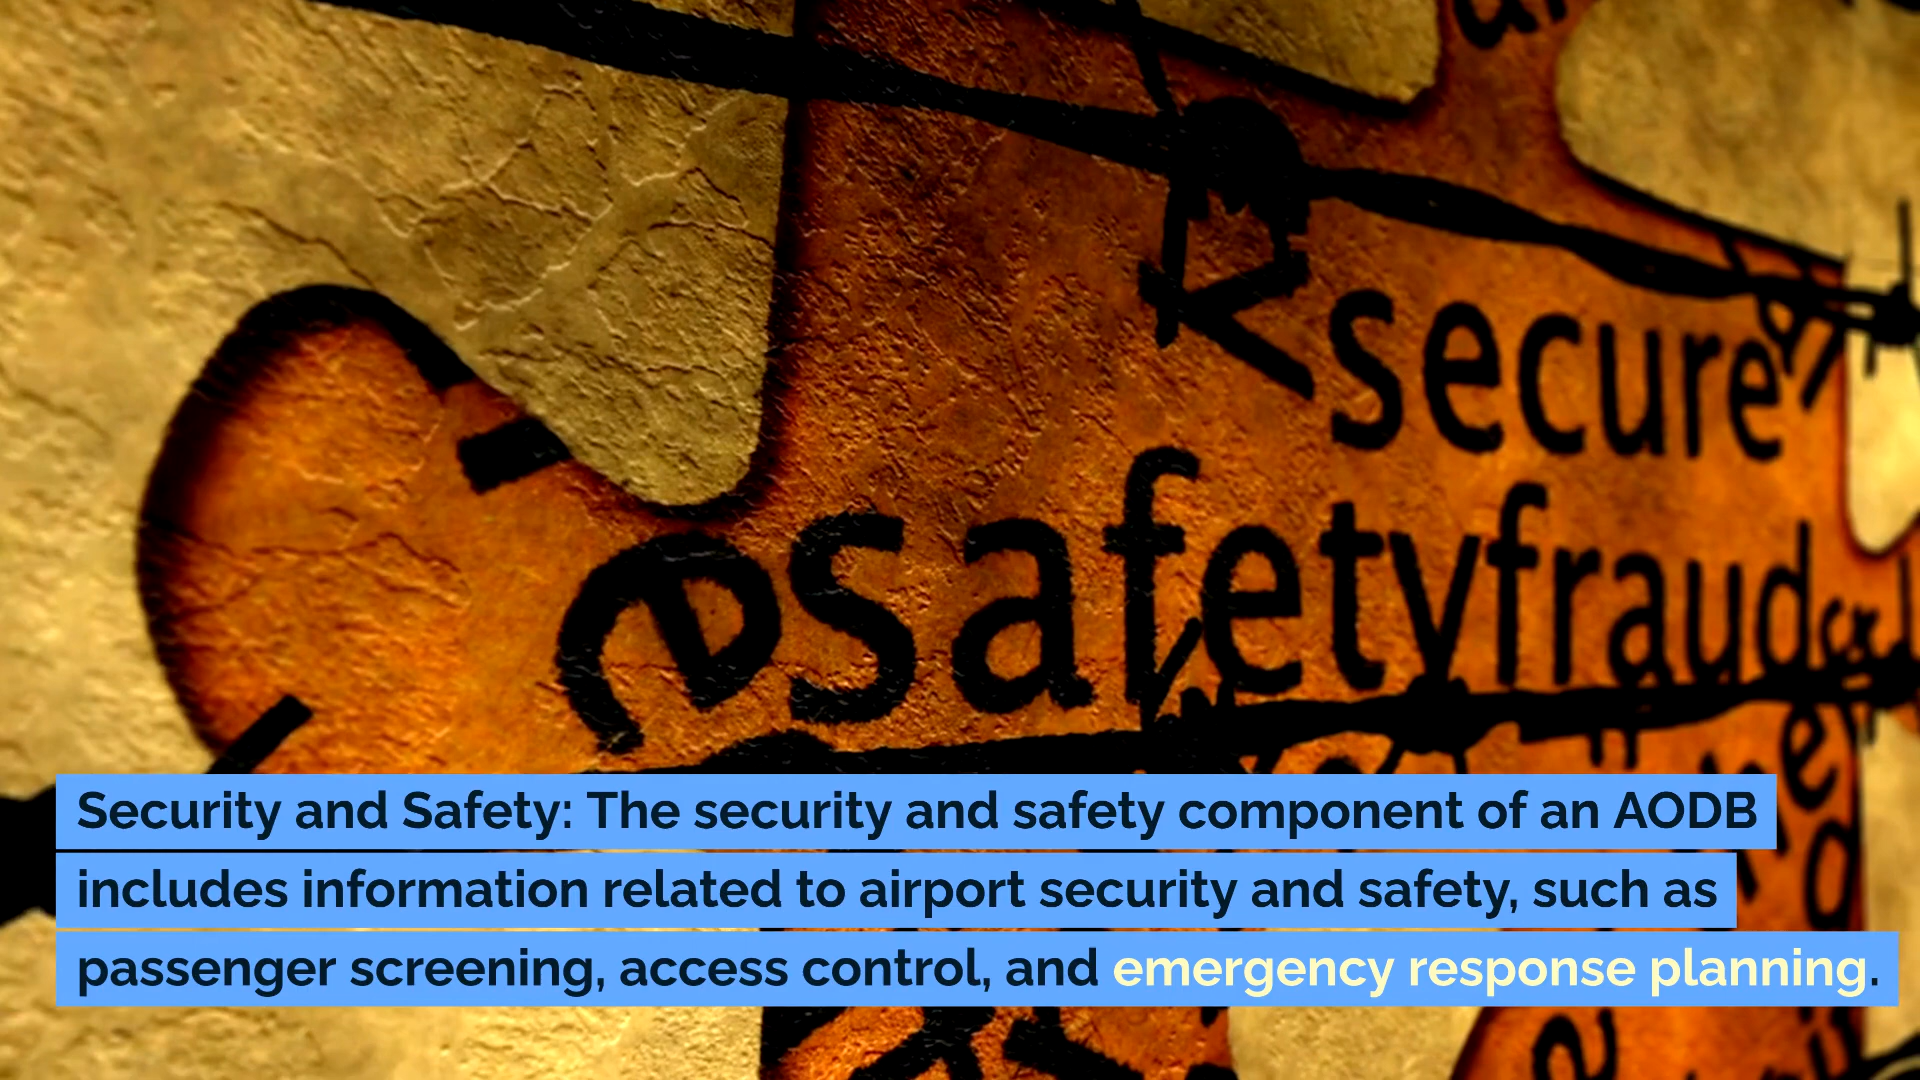 secure
safetyfraud
Security and Safety: The security and safety component of an AODB
includes information related to airport security and safety, such as
passenger screening, access control, and emergency response planning.